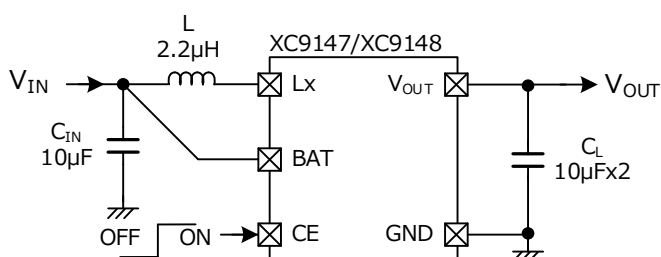 L
2.2µH
XC9147/XC9148
VIN
Lx
VOUT
VOUT
CIN
10µF
BAT
CL
10µFx2
OFF
ON
CE
GND